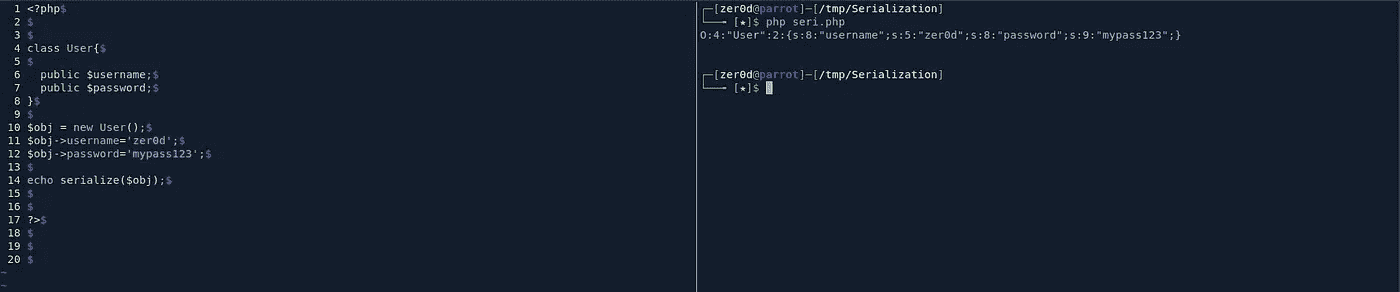 1 <?php$
2 $
3 $
4 class User{$
5 $
6   public $username;$
7   public $password;$
8 }$
9 $
10 $obj = new User();$
11 $obj->username='zer0d';$
12 $obj->password='mypass123';$
13 $
14 echo serialize($obj);$
15 $
16 $
17 ?>$
18 $
19 $
20 $
~
~
┌─[zer0d@parrot]─[/tmp/Serialization]
└──╼ [★]$ php seri.php
O:4:"User":2:{s:8:"username";s:5:"zer0d";s:8:"password";s:9:"mypass123";}
┌─[zer0d@parrot]─[/tmp/Serialization]
└──╼ [★]$